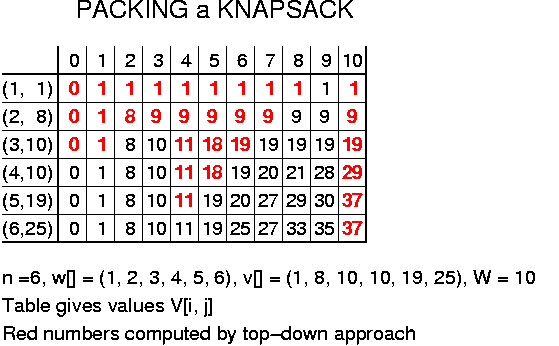 PACKING a KNAPSACK
0 1 2 3 4 5 6 7 8 9 10
(1, 1) 0 1 1 1 1 1 1 1 1 1 1
(2, 8) 0 1 8 9 9 9 9 9 9 9 9
(3,10) 0 1 8 10 11 18 19 19 19 19 19
(4,10) 0 1 8 10 11 18 19 20 21 28 29
(5,19) 0 1 8 10 11 19 20 27 29 30 37
(6,25) 0 1 8 10 11 19 25 27 33 35 37
n =6, w[] = (1, 2, 3, 4, 5, 6), v[] = (1, 8, 10, 10, 19, 25), W = 10
Table gives values V[i, j]
Red numbers computed by top–down approach